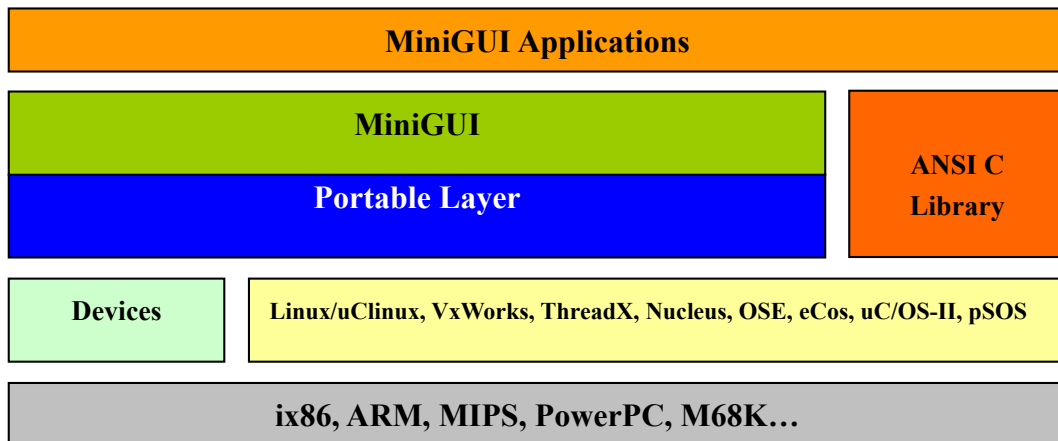 MiniGUI Applications
MiniGUI
Portable Layer
ANSI C
Library
Devices
Linux/uClinux, VxWorks, ThreadX, Nucleus, OSE, eCos, uC/OS-II, pSOS
ix86, ARM, MIPS, PowerPC, M68K…